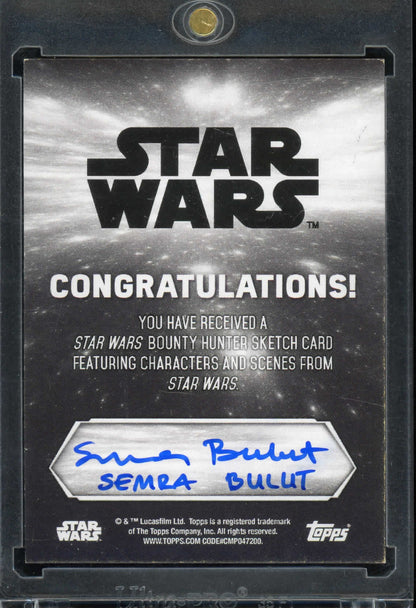 STAR
WARS
TM
CONGRATULATIONS!
YOU HAVE RECEIVED A
STAR WARS BOUNTY HUNTER SKETCH CARD
FEATURING CHARACTERS AND SCENES FROM
STAR WARS.
Semra Bulut
SEMRA BULUT
STAR
WARS
© & ™ Lucasfilm Ltd. Topps is a registered trademark
of The Topps Company, Inc. All rights reserved.
WWW.TOPPS.COM CODE#CMP047200.
topps